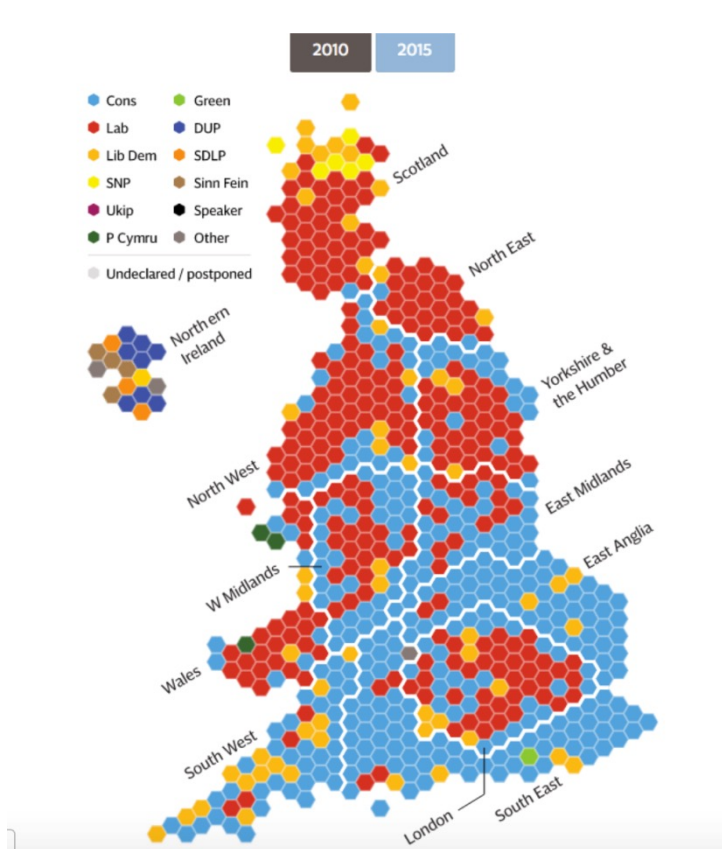 2010
2015
Cons
Green
Lab
DUP
Lib Dem
SDLP
SNP
Sinn Fein
Ukip
Speaker
P Cymru
Other
Undeclared / postponed
Scotland
North East
Northern
Ireland
Yorkshire &
the Humber
North West
East Midlands
East Anglia
W Midlands
Wales
South West
South East
London